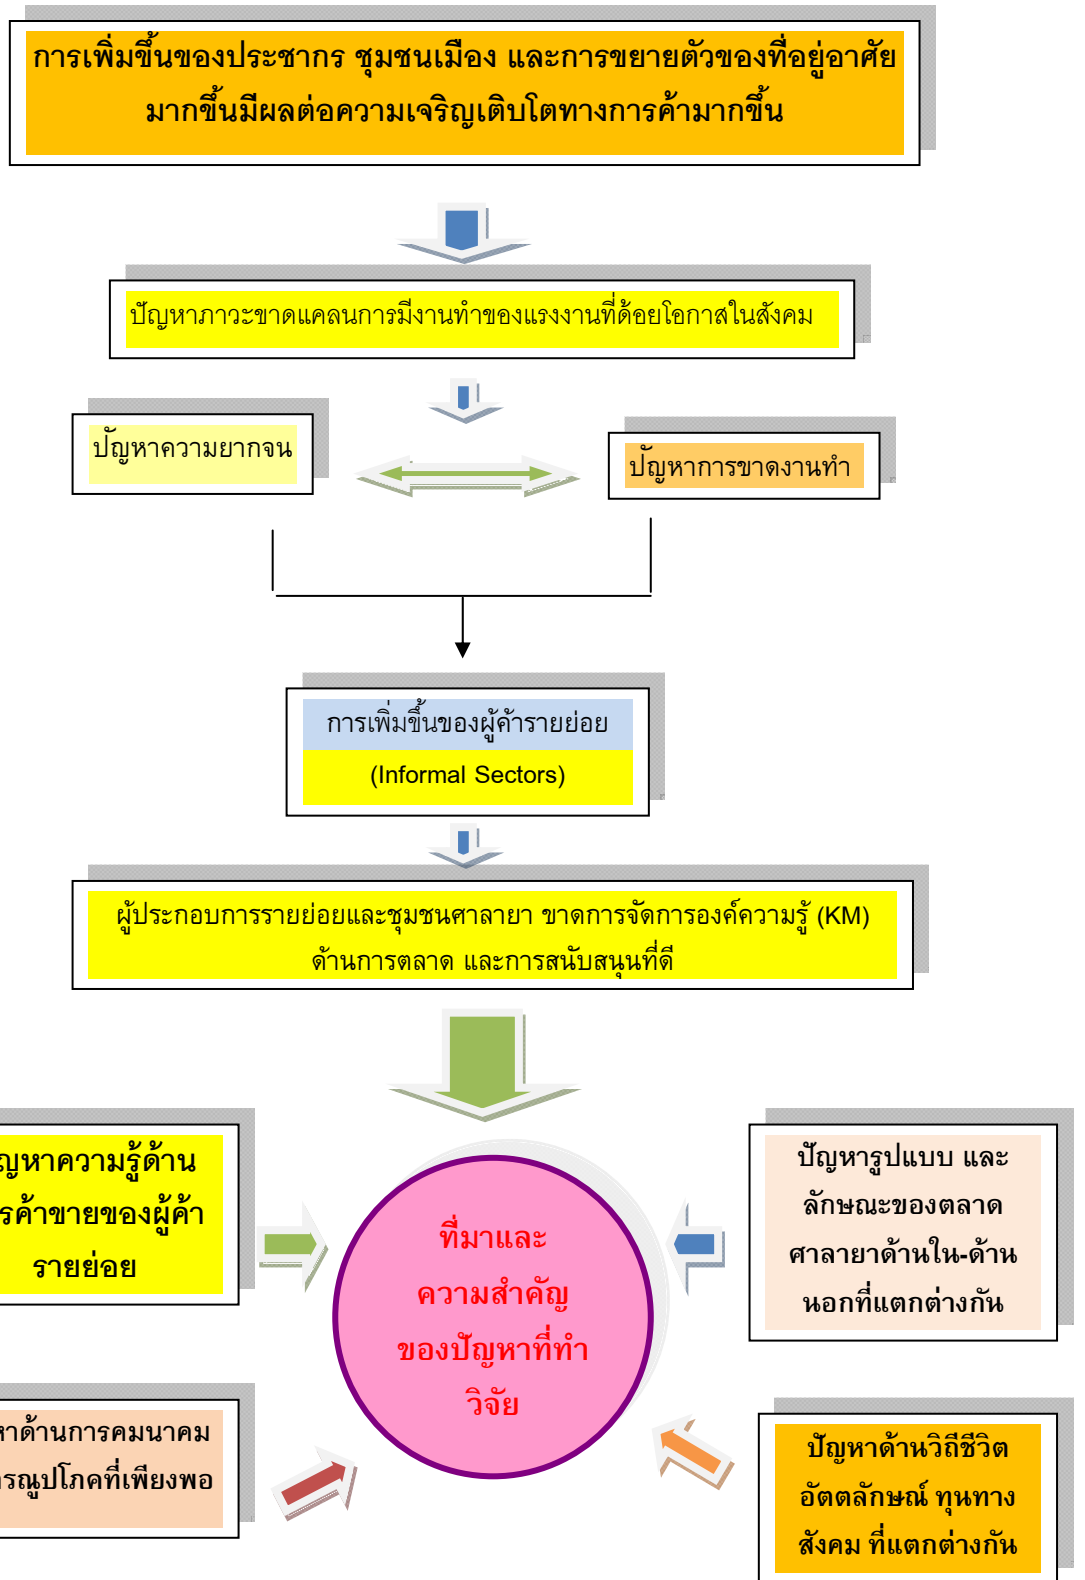 การเพิ่มขึ้นของประชากร ชุมชนเมือง และการขยายตัวของที่อยู่อาศัย
มากขึ้นมีผลต่อความเจริญเติบโตทางการค้ามากขึ้น
ปัญหาภาวะขาดแคลนการมีงานทำของแรงงานที่ด้อยโอกาสในสังคม
ปัญหาความยากจน
ปัญหาการขาดงานทำ
การเพิ่มขึ้นของผู้ค้ารายย่อย
(Informal Sectors)
ผู้ประกอบการรายย่อยและชุมชนศาลายา ขาดการจัดการองค์ความรู้ (KM)
ด้านการตลาด และการสนับสนุนที่ดี
ญหาความรู้ด้าน
รค้าขายของผู้ค้า
รายย่อย
ที่มาและ
ความสำคัญ
ของปัญหาที่ทำ
วิจัย
ปัญหารูปแบบ และ
ลักษณะของตลาด
ศาลายาด้านใน-ด้าน
นอกที่แตกต่างกัน
หาด้านการคมนาคม
รณูปโภคที่เพียงพอ
ปัญหาด้านวิถีชีวิต
อัตตลักษณ์ ทุนทาง
สังคม ที่แตกต่างกัน